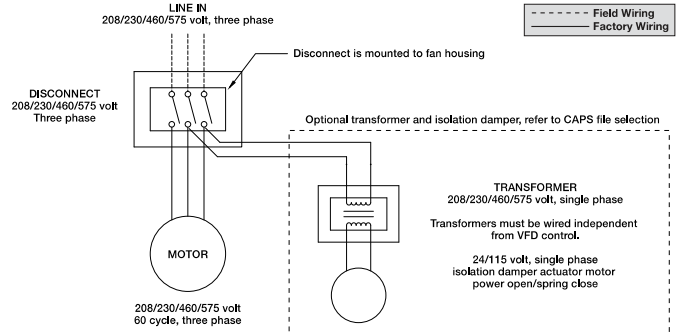 LINE IN
208/230/460/575 volt, three phase
Field Wiring
Factory Wiring
Disconnect is mounted to fan housing
DISCONNECT
208/230/460/575 volt
Three phase
Optional transformer and isolation damper, refer to CAPS file selection
TRANSFORMER
208/230/460/575 volt, single phase
Transformers must be wired independent
from VFD control.
24/115 volt, single phase
isolation damper actuator motor
power open/spring close
MOTOR
208/230/460/575 volt
60 cycle, three phase